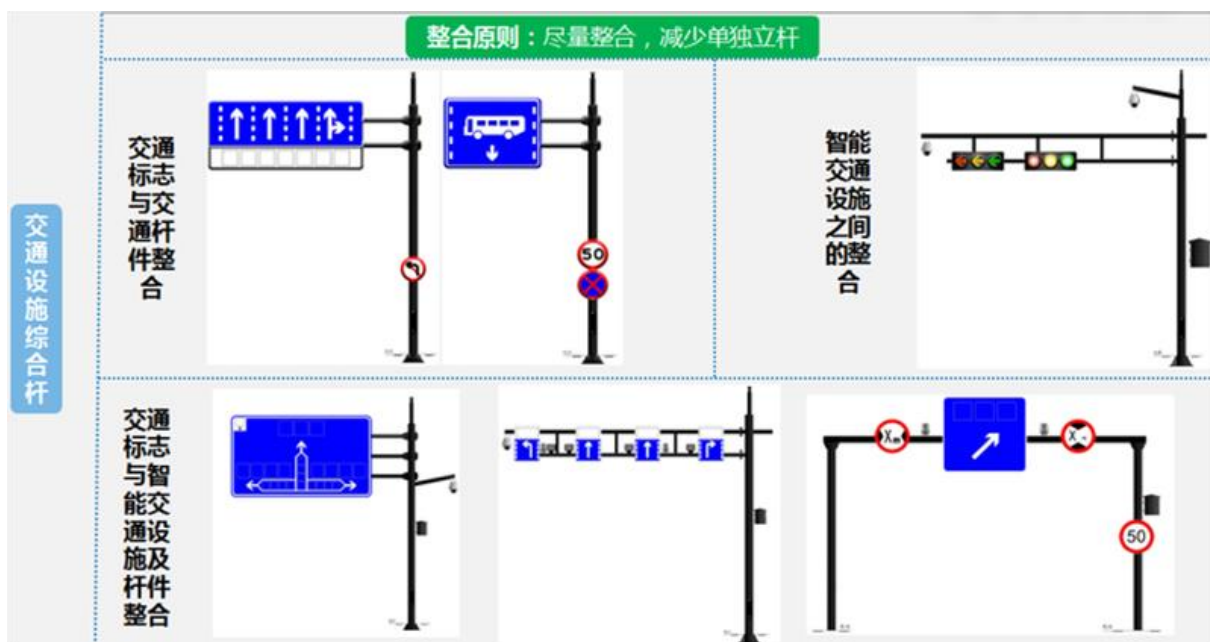 整合原则：尽量整合，减少单独立杆
交通设施综合杆
交通
标志
与交
通杆
件整
合
50
智能
交通
设施
之间
的整
合
交通
标志
与智
能交
通设
施及
杆件
整合
50